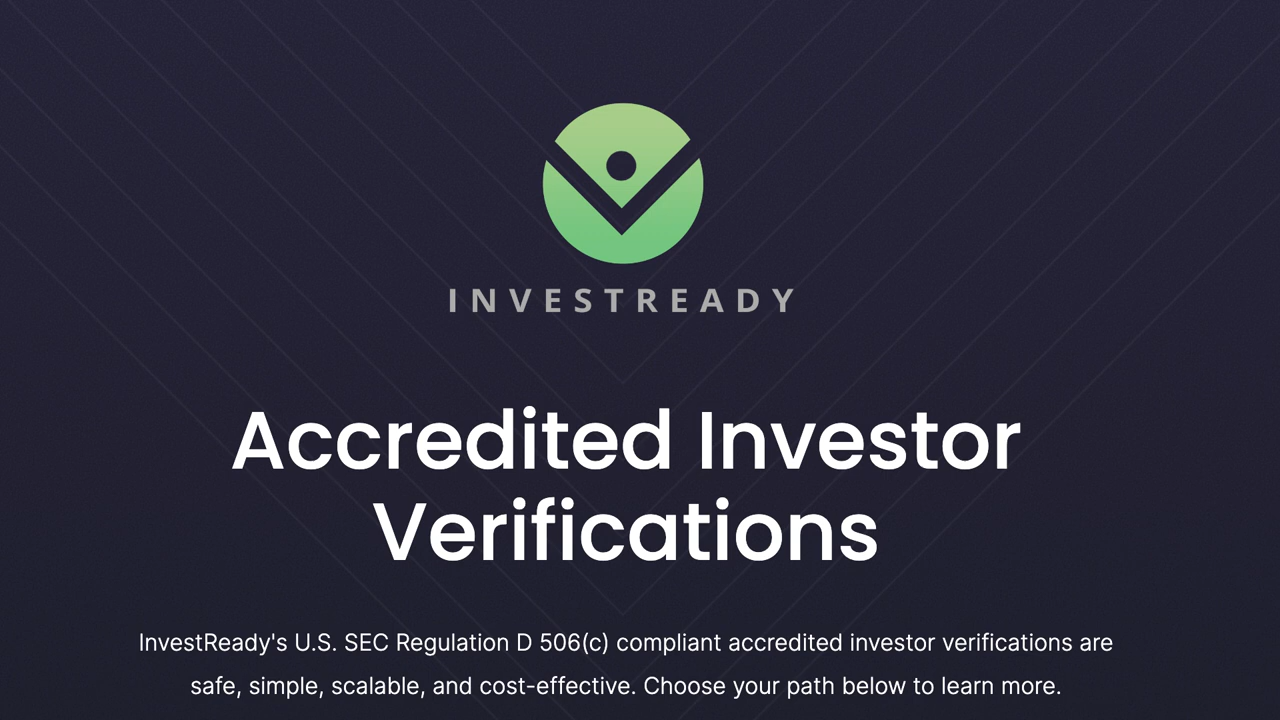 INVESTREADY
Accredited Investor
Verifications
InvestReady's U.S. SEC Regulation D 506(c) compliant accredited investor verifications are
safe, simple, scalable, and cost-effective. Choose your path below to learn more.